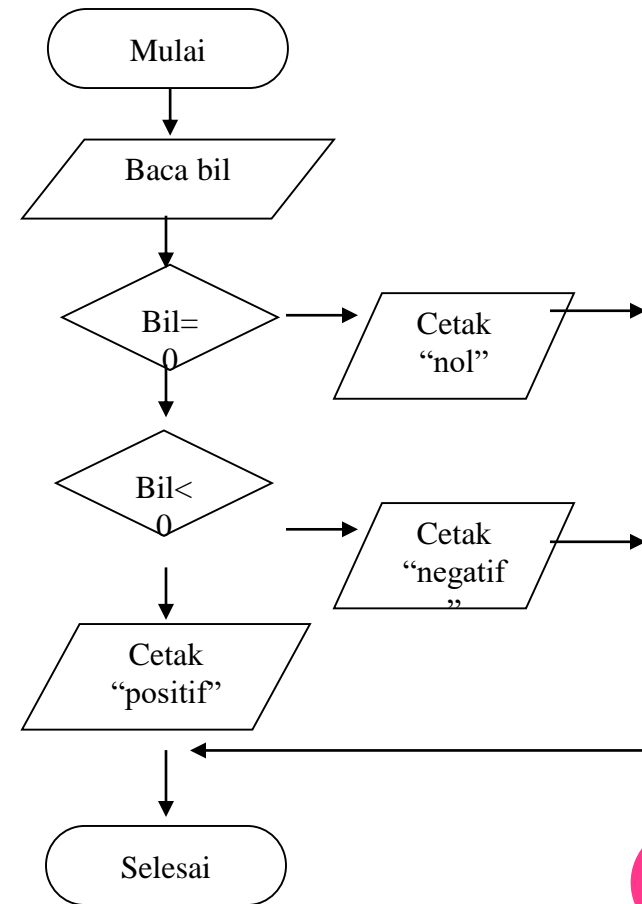 Mulai
Baca bil
Bil=
0
Cetak
“nol”
Bil<
0
Cetak
“negatif
”
Cetak
“positif”
Selesai